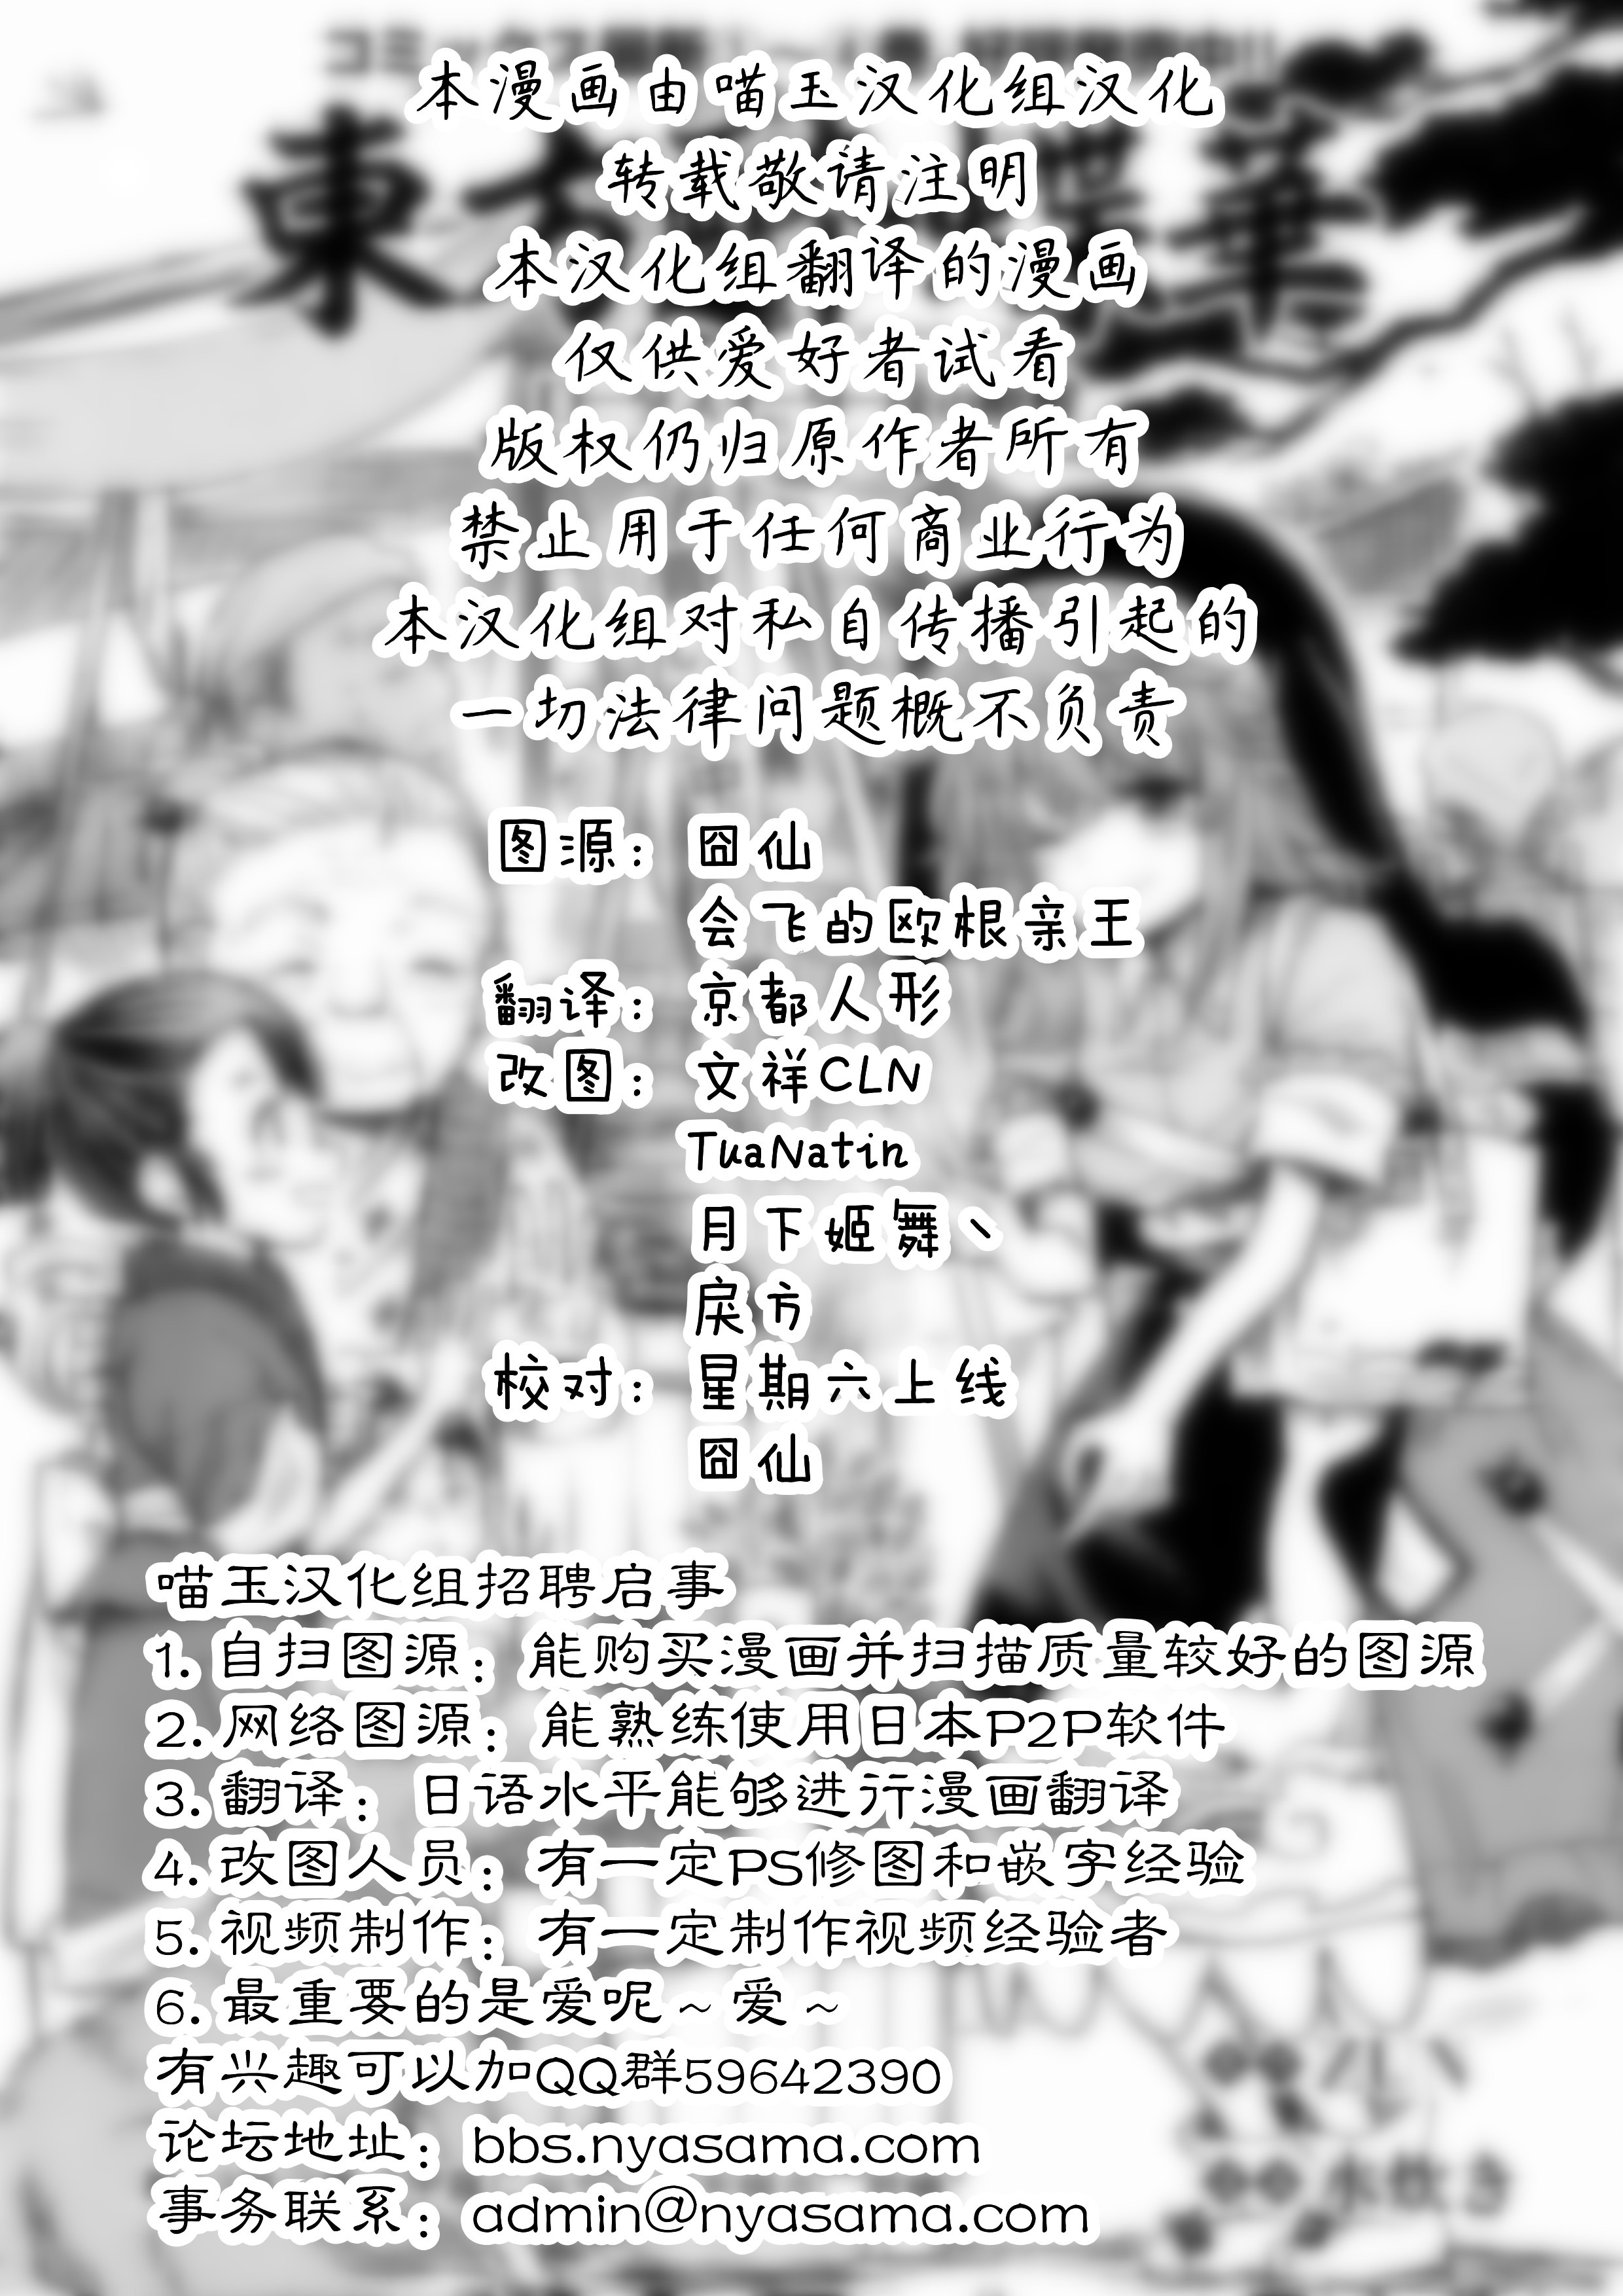 本漫画由喵玉汉化组汉化
转载敬请注明
本汉化组翻译的漫画
仅供爱好者试看
版权仍归原作者所有
禁止用于任何商业行为
本汉化组对私自传播引起的
一切法律问题概不负责
图源：囧仙
会飞的欧根亲王
翻译：京都人形
改图：文祥CLN
TuaNatin
月下姬舞丶
戻方
校对：星期六上线
囧仙
喵玉汉化组招聘启事
1.自扫图源：能购买漫画并扫描质量较好的图源
2.网络图源：能熟练使用日本P2P软件
3.翻译：日语水平能够进行漫画翻译
4.改图人员：有一定PS修图和嵌字经验
5.视频制作：有一定制作视频经验者
6.最重要的是爱呢~爱~
有兴趣可以加QQ群59642390
论坛地址：bbs.nyasama.com
事务联系：admin@nyasama.com